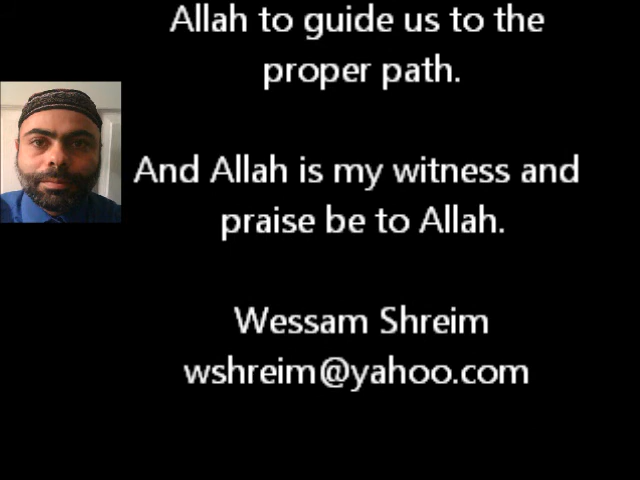 Allah to guide us to the
proper path.
And Allah is my witness and
praise be to Allah.
Wessam Shreim
wshreim@yahoo.com